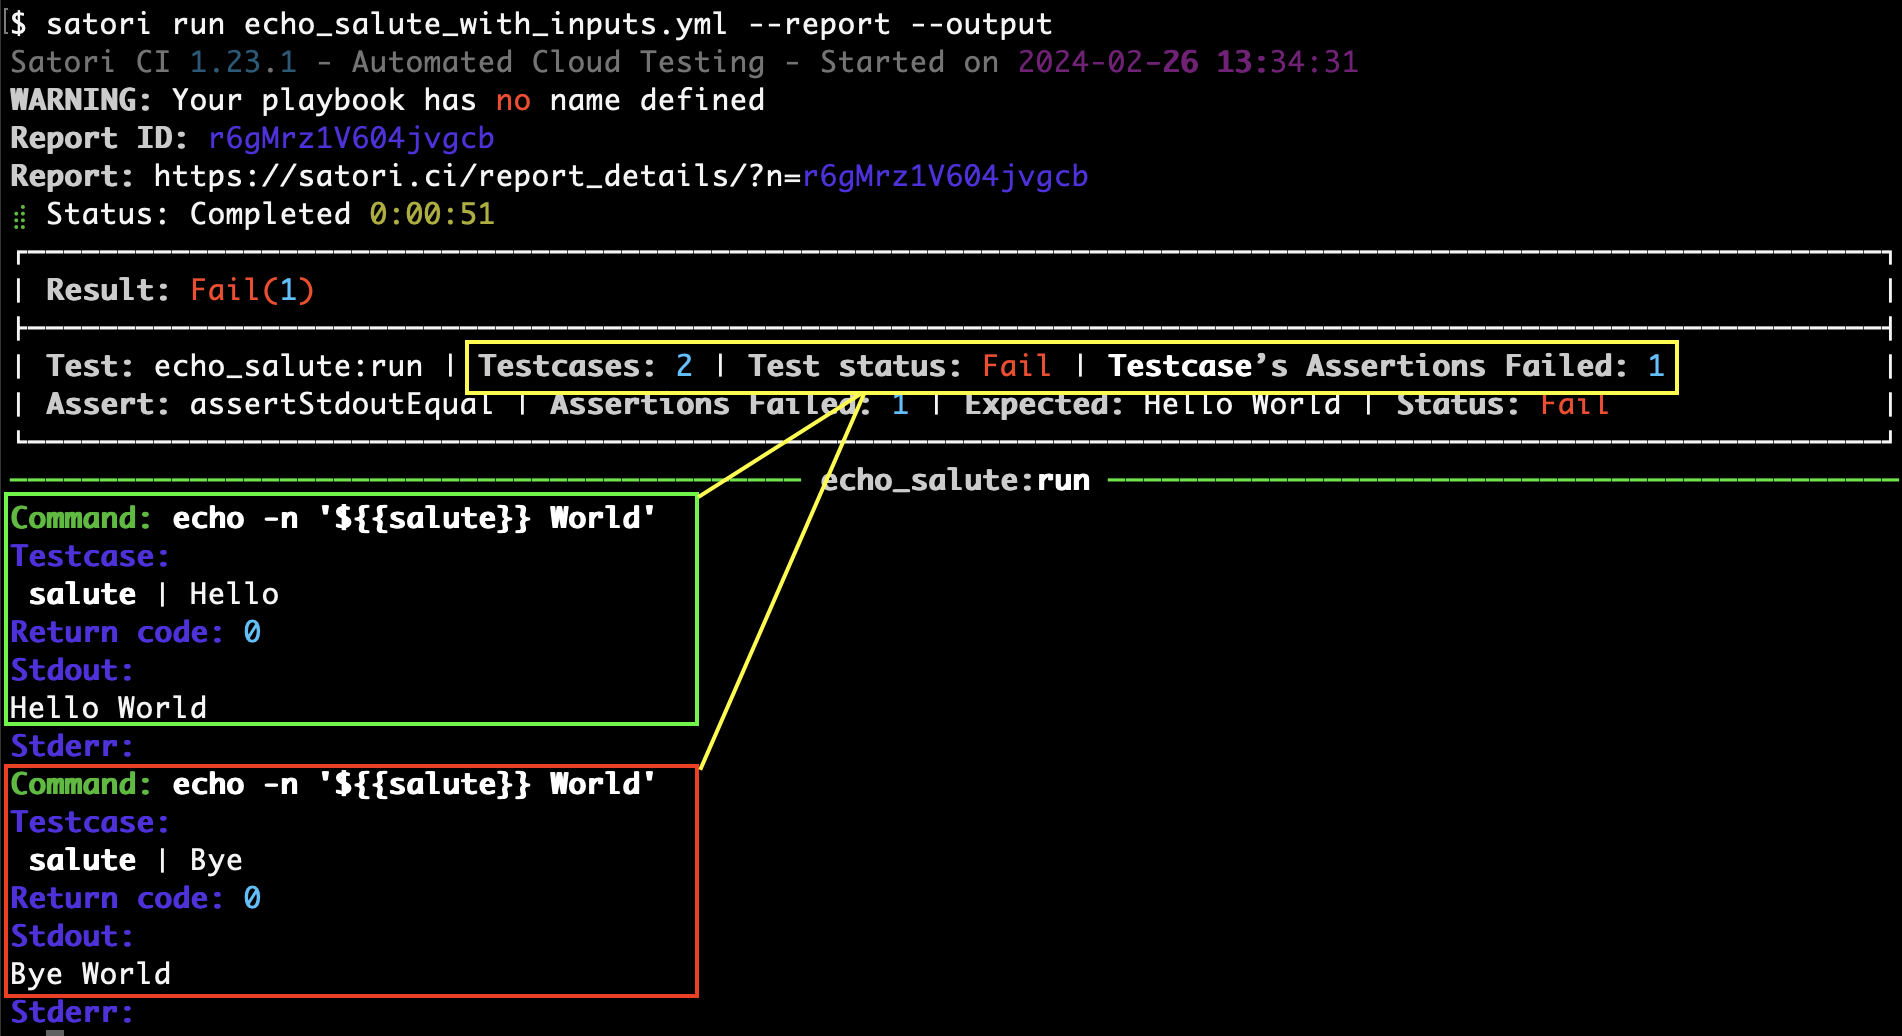 $ satori run echo_salute_with_inputs.yml --report --output
Satori CI 1.23.1 - Automated Cloud Testing - Started on 2024-02-26 13:34:31
WARNING: Your playbook has no name defined
Report ID: r6gMrz1V604jvgcb
Report: https://satori.ci/report_details/?n=r6gMrz1V604jvgcb
Status: Completed 0:00:51
| Result: Fail(1) |
| Test: echo_salute:run | Testcases: 2 | Test status: Fail | Testcase’s Assertions Failed: 1 |
| Assert: assertStdoutEqual | Assertions Failed: 1 | Expected: Hello World | Status: Fail |
echo_salute:run
Command: echo -n '${{salute}} World'
Testcase:
salute | Hello
Return code: 0
Stdout:
Hello World
Stderr:
Command: echo -n '${{salute}} World'
Testcase:
salute | Bye
Return code: 0
Stdout:
Bye World
Stderr: